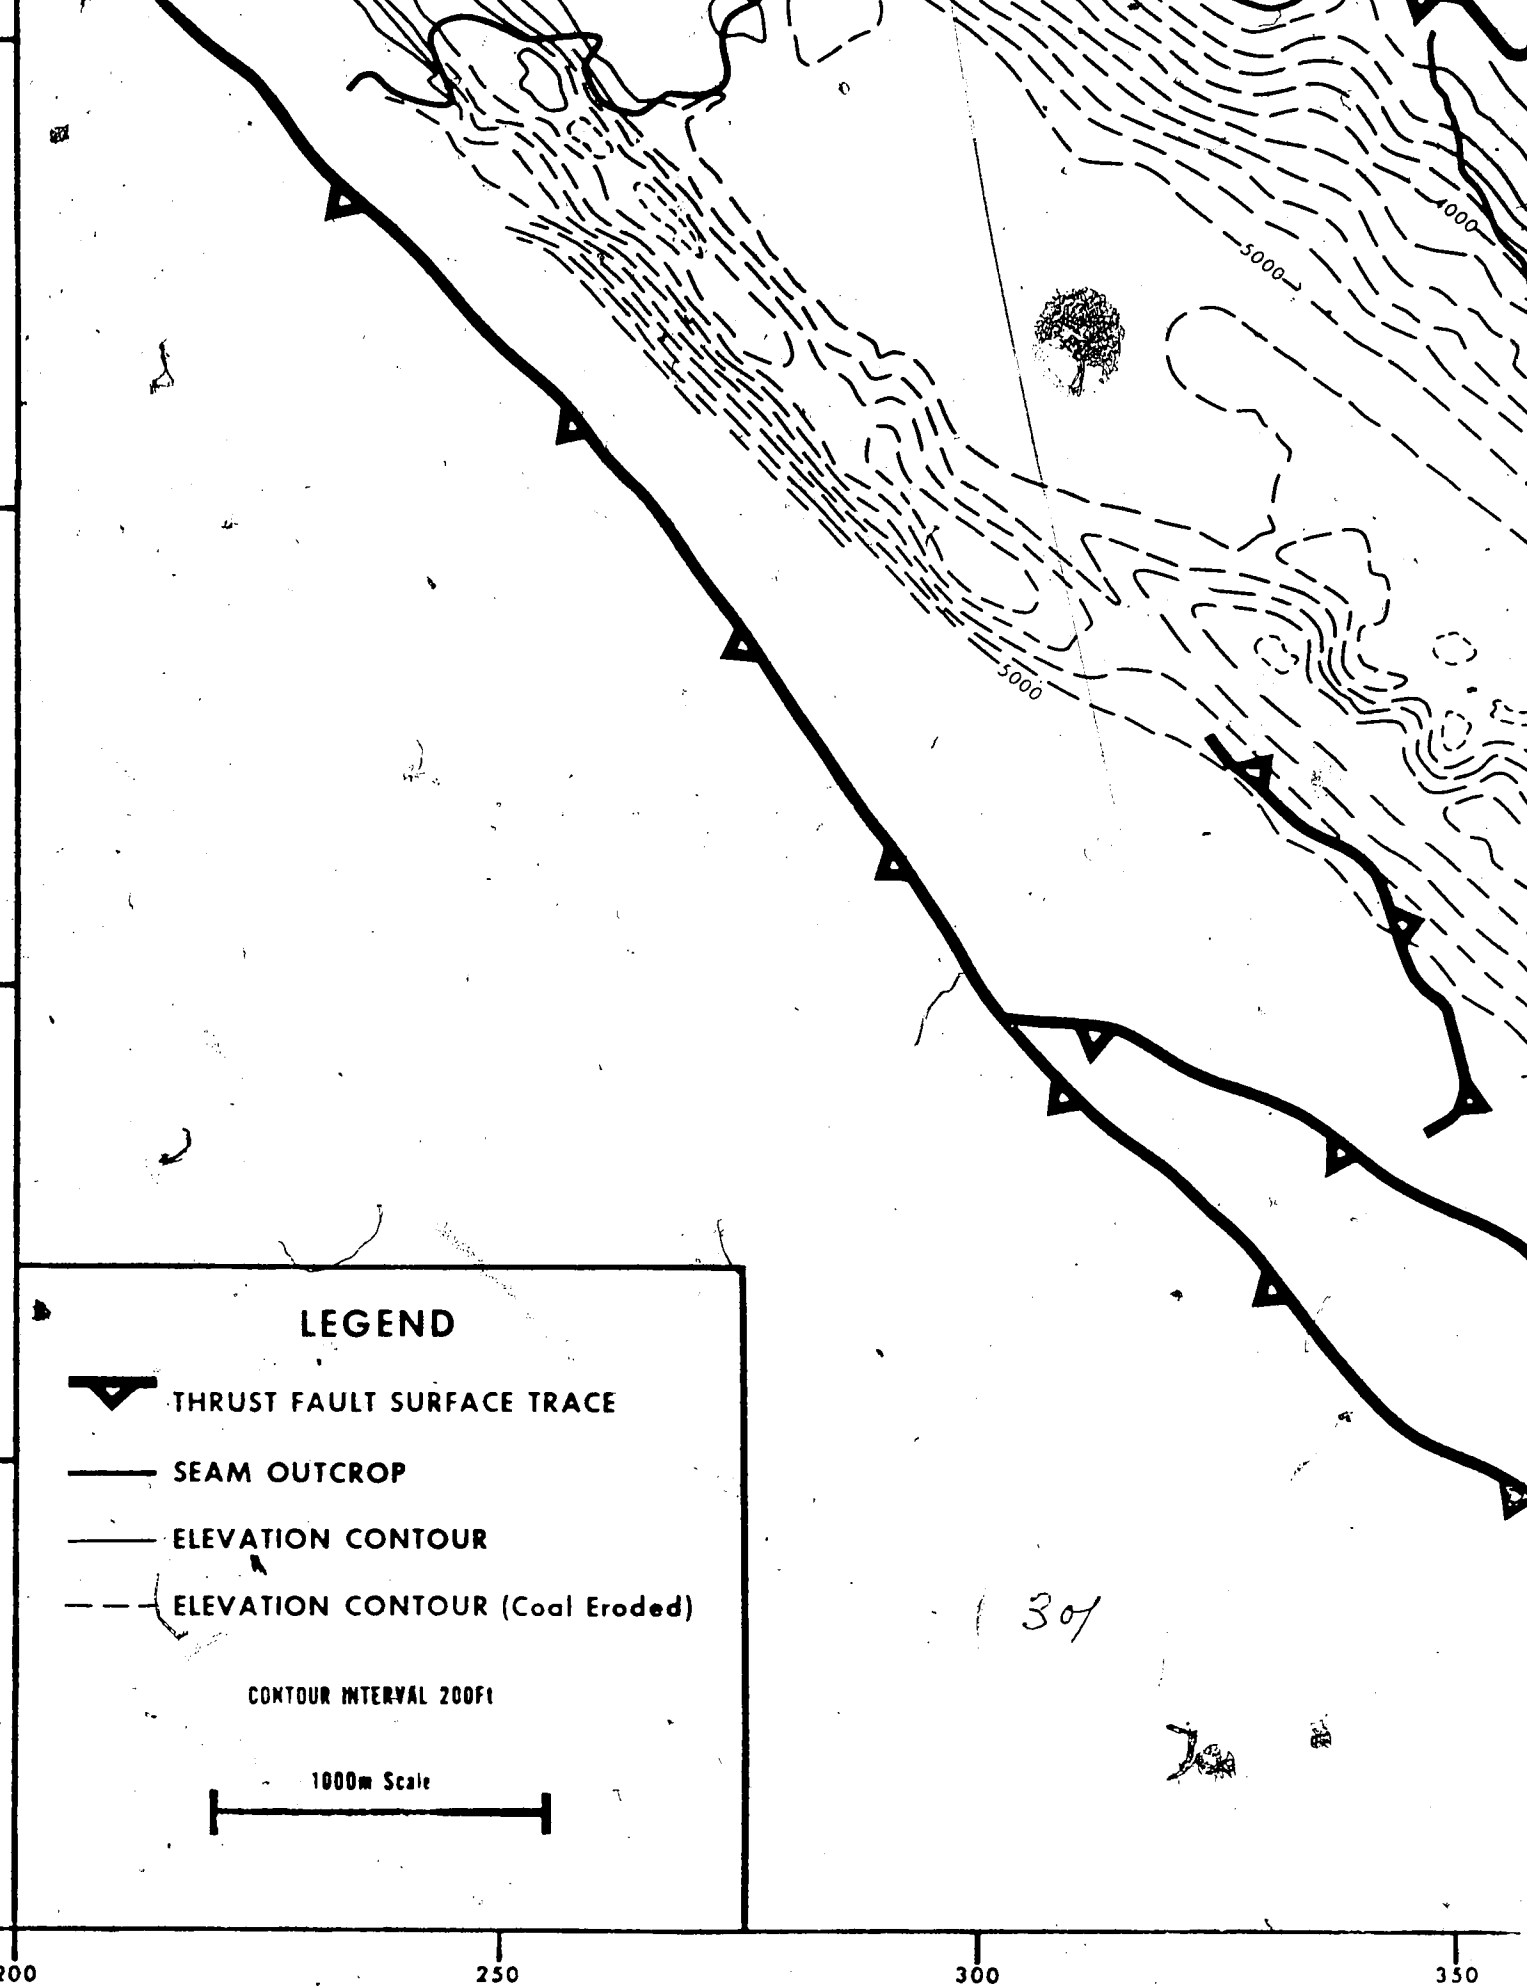 4000
5000
5000
LEGEND
THRUST FAULT SURFACE TRACE
SEAM OUTCROP
ELEVATION CONTOUR
ELEVATION CONTOUR (Coal Eroded)
CONTOUR INTERVAL 200Ft
1000m Scale
200 250 300 350